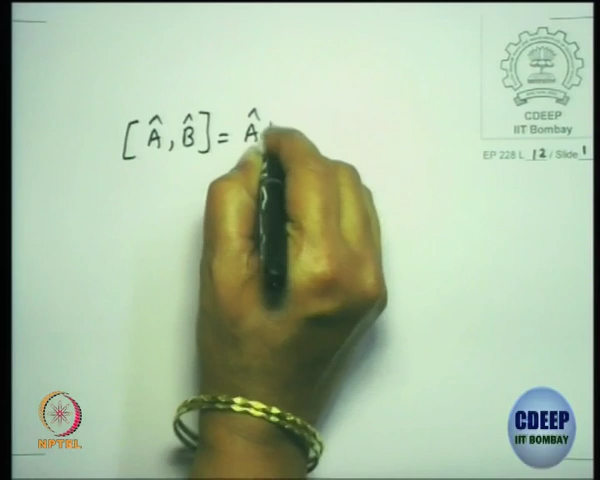 [Â, B̂] = Â
CDEEP
IIT Bombay
EP 228 L 12 / Slide 1
NPTEL
CDEEP
IIT BOMBAY